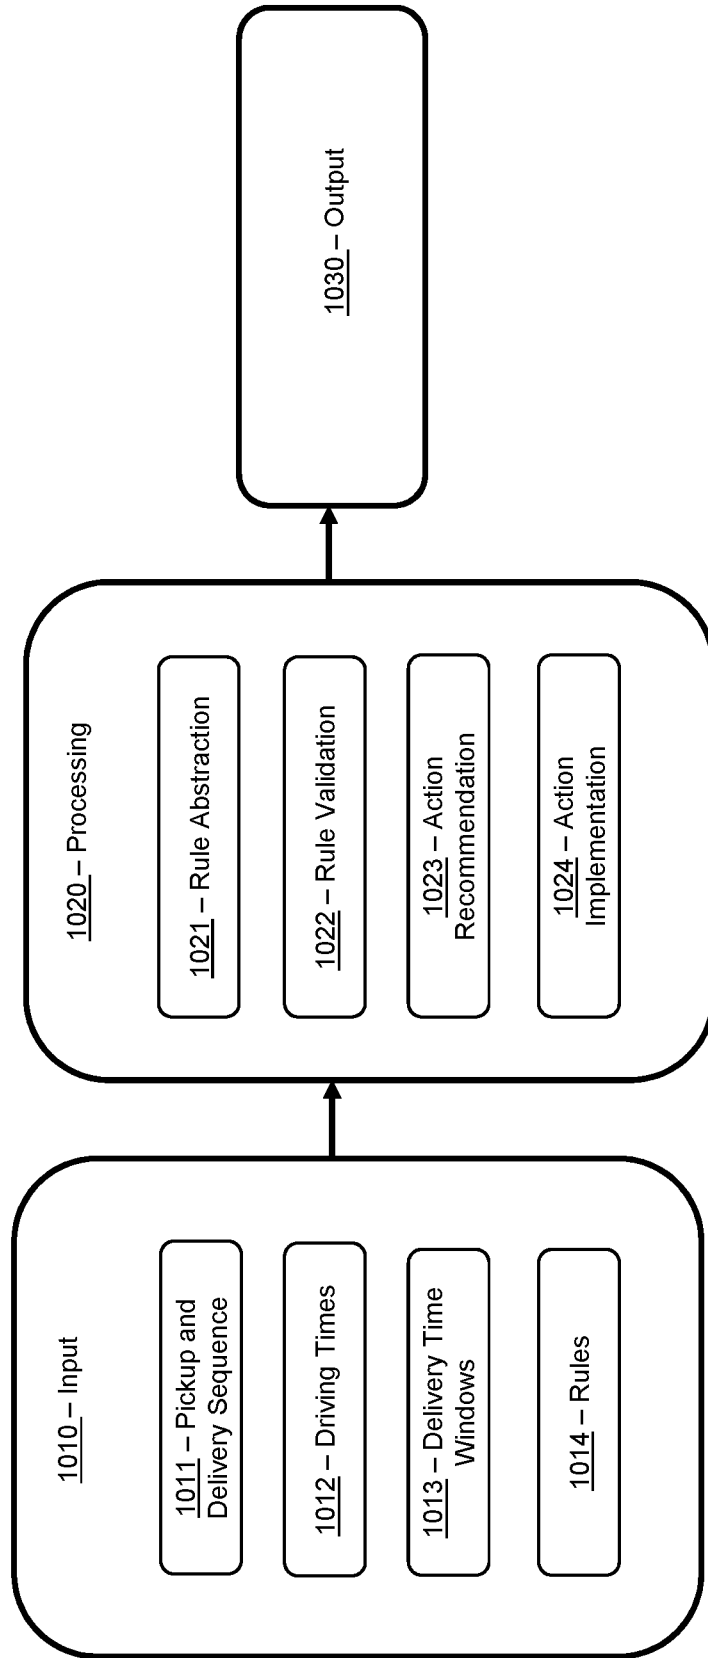 1010 – Input
1011 – Pickup and
Delivery Sequence
1012 – Driving Times
1013 – Delivery Time
Windows
1014 – Rules
1020 – Processing
1021 – Rule Abstraction
1022 – Rule Validation
1023 – Action
Recommendation
1024 – Action
Implementation
1030 – Output